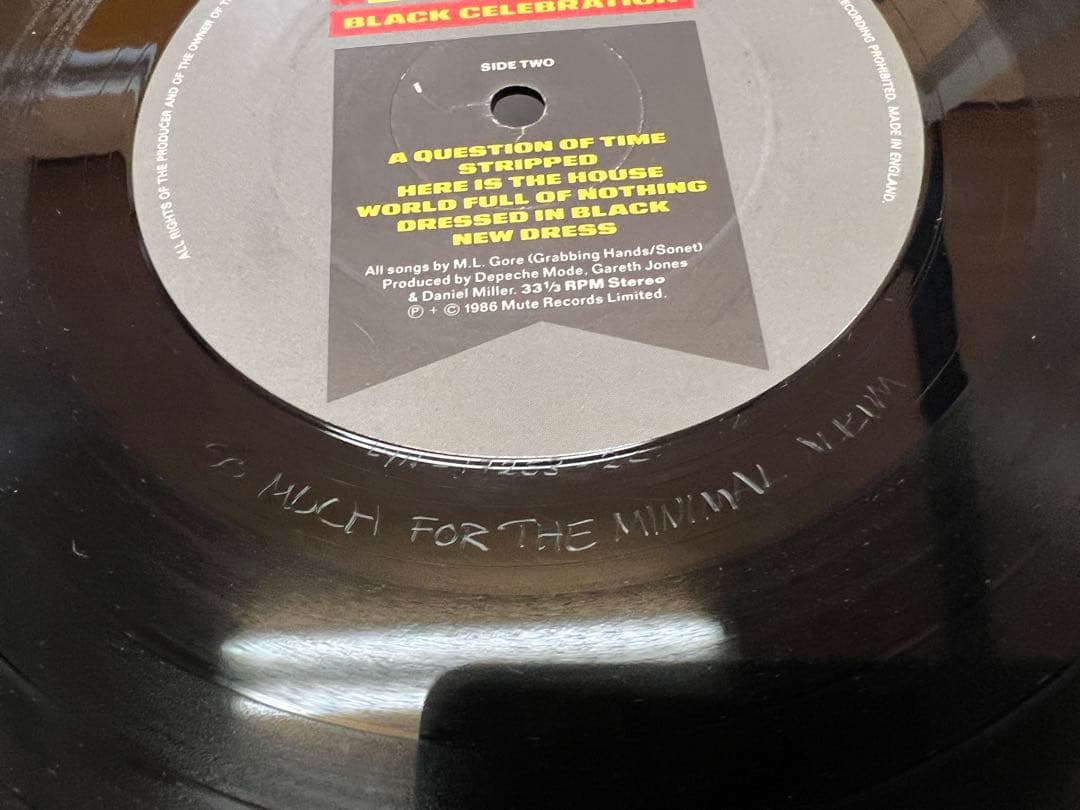 BLACK CELEBRATION
SIDE TWO
A QUESTION OF TIME
STRIPPED
HERE IS THE HOUSE
WORLD FULL OF NOTHING
DRESSED IN BLACK
NEW DRESS
All songs by M.L. Gore (Grabbing Hands/Sonet)
Produced by Depeche Mode, Gareth Jones
& Daniel Miller. 33⅓ RPM Stereo
Ⓟ + © 1986 Mute Records Limited.
ALL RIGHTS OF THE PRODUCER AND OF THE OWNER OF
RECORDING PROHIBITED. MADE IN ENGLAND.
SO MUCH FOR THE MINIMAL ALBUM